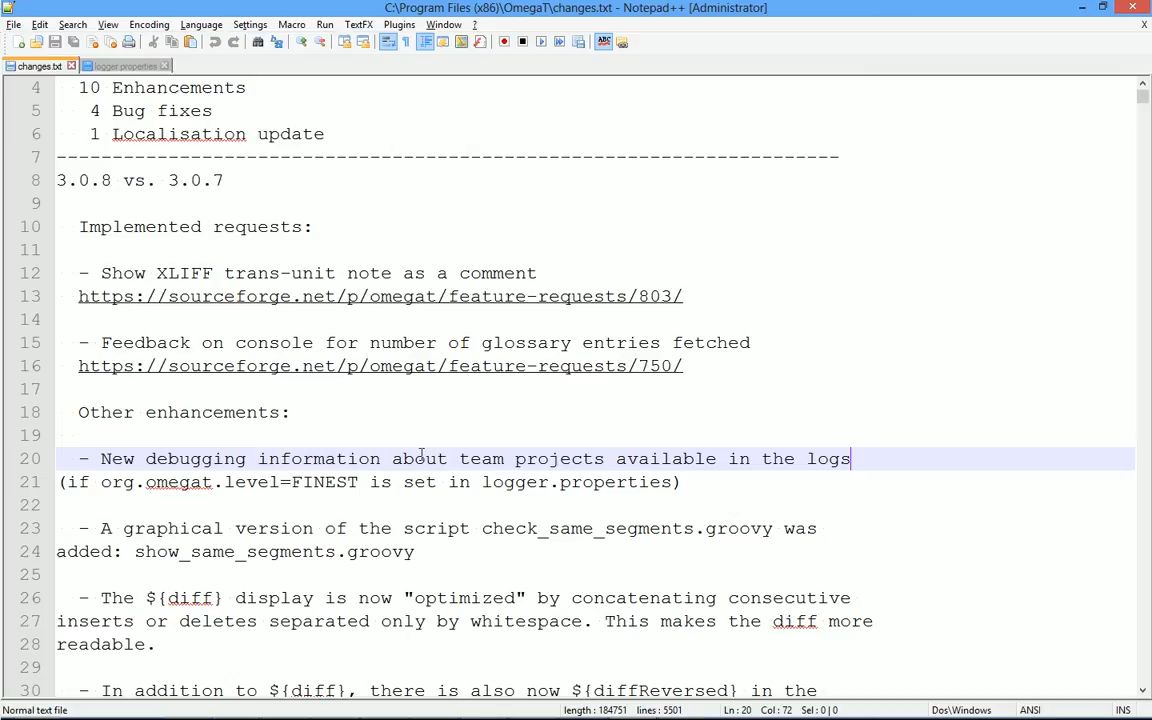 C:\Program Files (x86)\OmegaT\changes.txt - Notepad++ [Administrator]
File Edit Search View Encoding Language Settings Macro Run TextFX Plugins Window ? X
changes.txt logger.properties
4 10 Enhancements
5 4 Bug fixes
6 1 Localisation update
7 ----------------------------------------------------------------------
8 3.0.8 vs. 3.0.7
9
10 Implemented requests:
11
12 - Show XLIFF trans-unit note as a comment
13 https://sourceforge.net/p/omegat/feature-requests/803/
14
15 - Feedback on console for number of glossary entries fetched
16 https://sourceforge.net/p/omegat/feature-requests/750/
17
18 Other enhancements:
19
20 - New debugging information about team projects available in the logs
21 (if org.omegat.level=FINEST is set in logger.properties)
22
23 - A graphical version of the script check_same_segments.groovy was
24 added: show_same_segments.groovy
25
26 - The ${diff} display is now "optimized" by concatenating consecutive
27 inserts or deletes separated only by whitespace. This makes the diff more
28 readable.
29
30 - In addition to ${diff}, there is also now ${diffReversed} in the
Normal text file length : 184751 lines : 5501 Ln : 20 Col : 72 Sel : 0 | 0 Dos\Windows ANSI INS